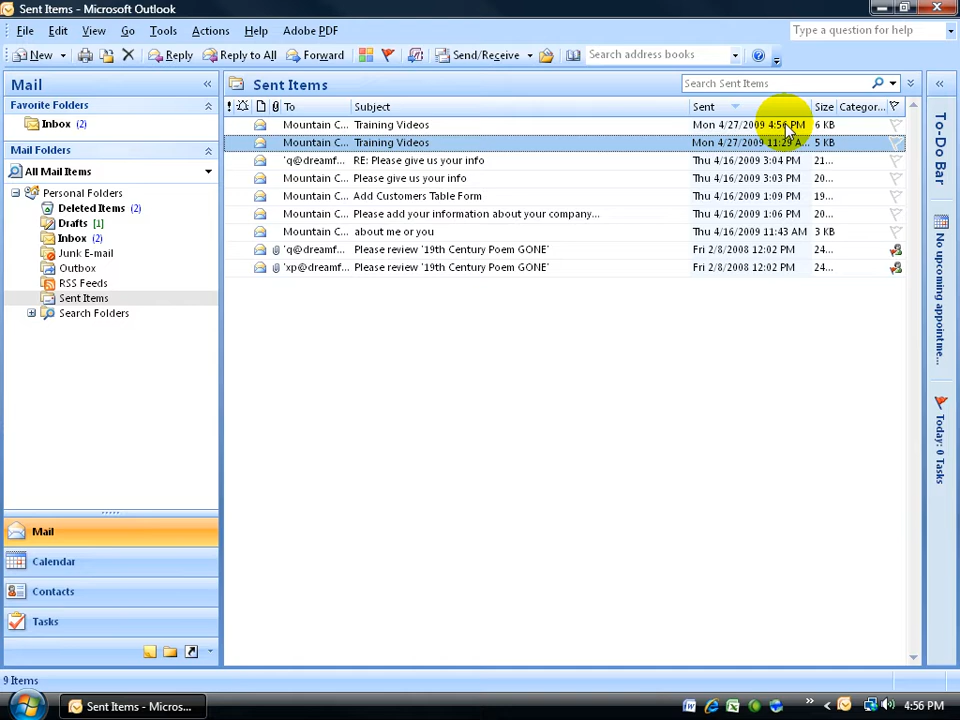 Sent Items - Microsoft Outlook
File Edit View Go Tools Actions Help Adobe PDF
Type a question for help
New Reply Reply to All Forward Send/Receive Search address books
Mail
Favorite Folders
Inbox (2)
Mail Folders
All Mail Items
Personal Folders
Deleted Items (2)
Drafts [1]
Inbox (2)
Junk E-mail
Outbox
RSS Feeds
Sent Items
Search Folders
Mail
Calendar
Contacts
Tasks
Sent Items
Search Sent Items
! To Subject Sent Size Categor...
Mountain C... Training Videos Mon 4/27/2009 4:56 PM 6 KB
Mountain C... Training Videos Mon 4/27/2009 11:29 A... 5 KB
'q@dreamf... RE: Please give us your info Thu 4/16/2009 3:04 PM 21...
Mountain C... Please give us your info Thu 4/16/2009 3:03 PM 20...
Mountain C... Add Customers Table Form Thu 4/16/2009 1:09 PM 19...
Mountain C... Please add your information about your company... Thu 4/16/2009 1:06 PM 20...
Mountain C... about me or you Thu 4/16/2009 11:43 AM 3 KB
'q@dreamf... Please review '19th Century Poem GONE' Fri 2/8/2008 12:02 PM 24...
'xp@dreamf... Please review '19th Century Poem GONE' Fri 2/8/2008 12:02 PM 24...
To-Do Bar
No upcoming appointme...
Today: 0 Tasks
9 Items
Sent Items - Micros...
4:56 PM